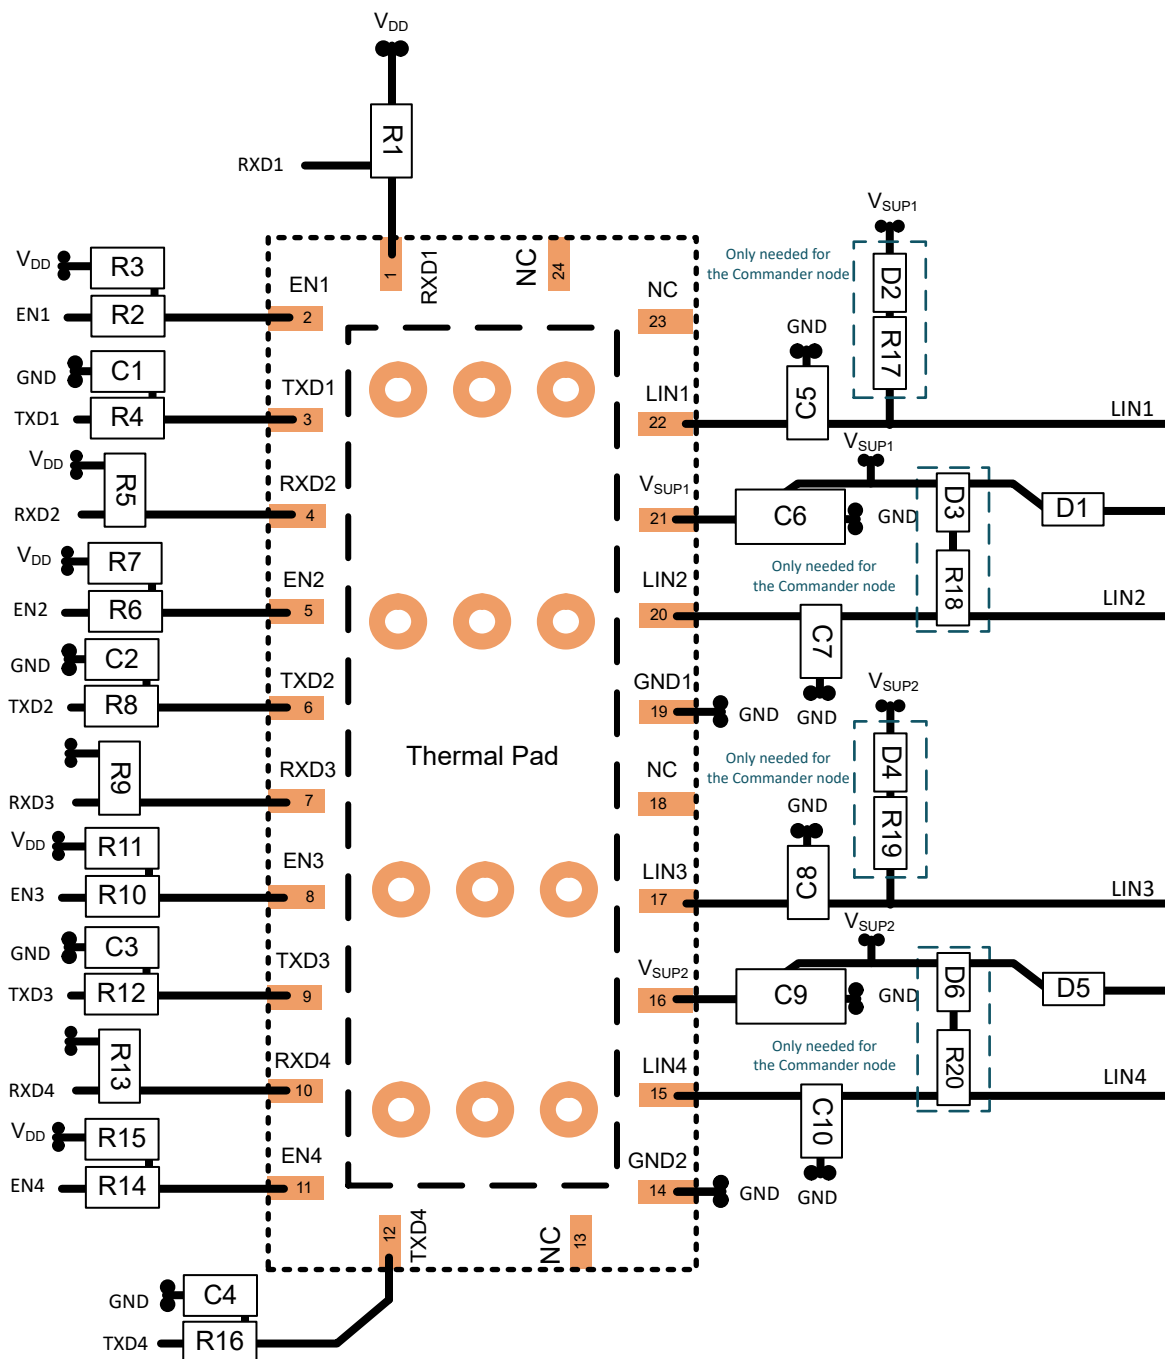 VDD
R1
RXD1
VSUP1
Only needed for
the Commander node
D2
R17
VDD
R3
EN1
R2
EN1
2
1
RXD1
NC
24
NC
23
GND
C1
TXD1
R4
TXD1
3
GND
C5
LIN1
22
LIN1
VDD
R5
RXD2
RXD2
4
VSUP1
VSUP1
21
C6
GND
D3
D1
VDD
R7
EN2
R6
EN2
5
Only needed for
the Commander node
R18
LIN2
20
LIN2
C7
GND
GND
C2
TXD2
R8
TXD2
6
GND1
19
GND
VSUP2
Only needed for
the Commander node
D4
R19
Thermal Pad
R9
RXD3
RXD3
7
NC
18
GND
C8
VDD
R11
EN3
R10
EN3
8
LIN3
17
LIN3
GND
C3
TXD3
R12
TXD3
9
VSUP2
VSUP2
16
C9
GND
D6
D5
R13
RXD4
RXD4
10
Only needed for
the Commander node
R20
LIN4
15
LIN4
C10
GND
VDD
R15
EN4
R14
EN4
11
GND2
14
GND
12
TXD4
NC
13
GND
C4
TXD4
R16